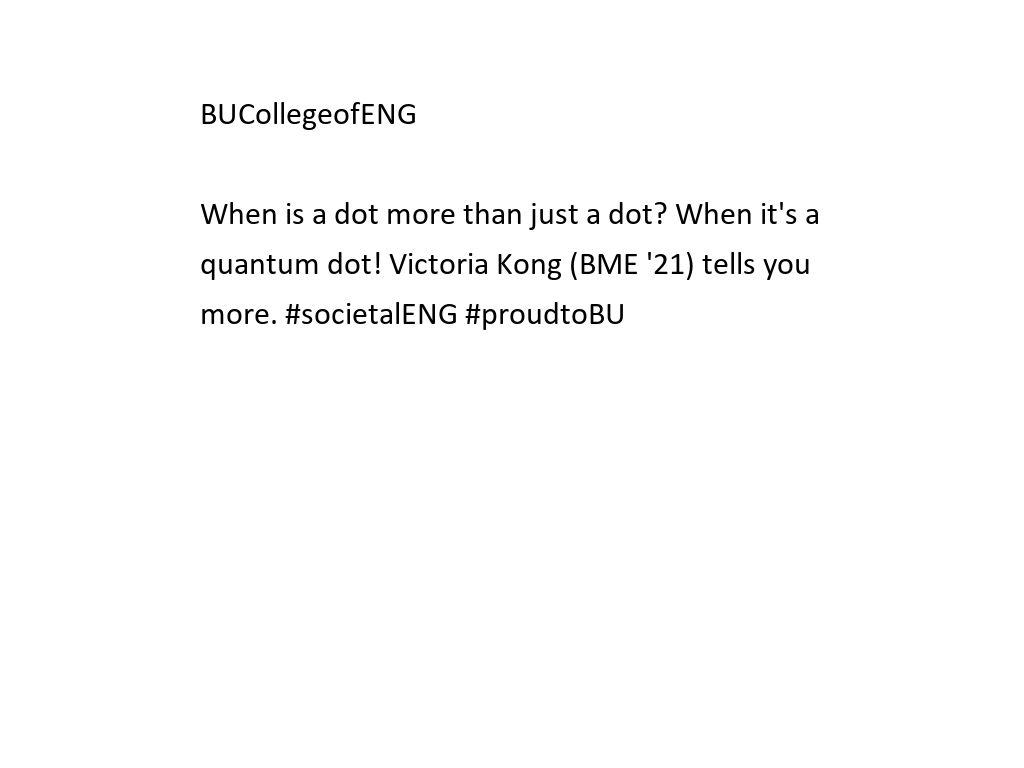 BUCollegeofENG
When is a dot more than just a dot? When it's a
quantum dot! Victoria Kong (BME '21) tells you
more. #societalENG #proudtoBU